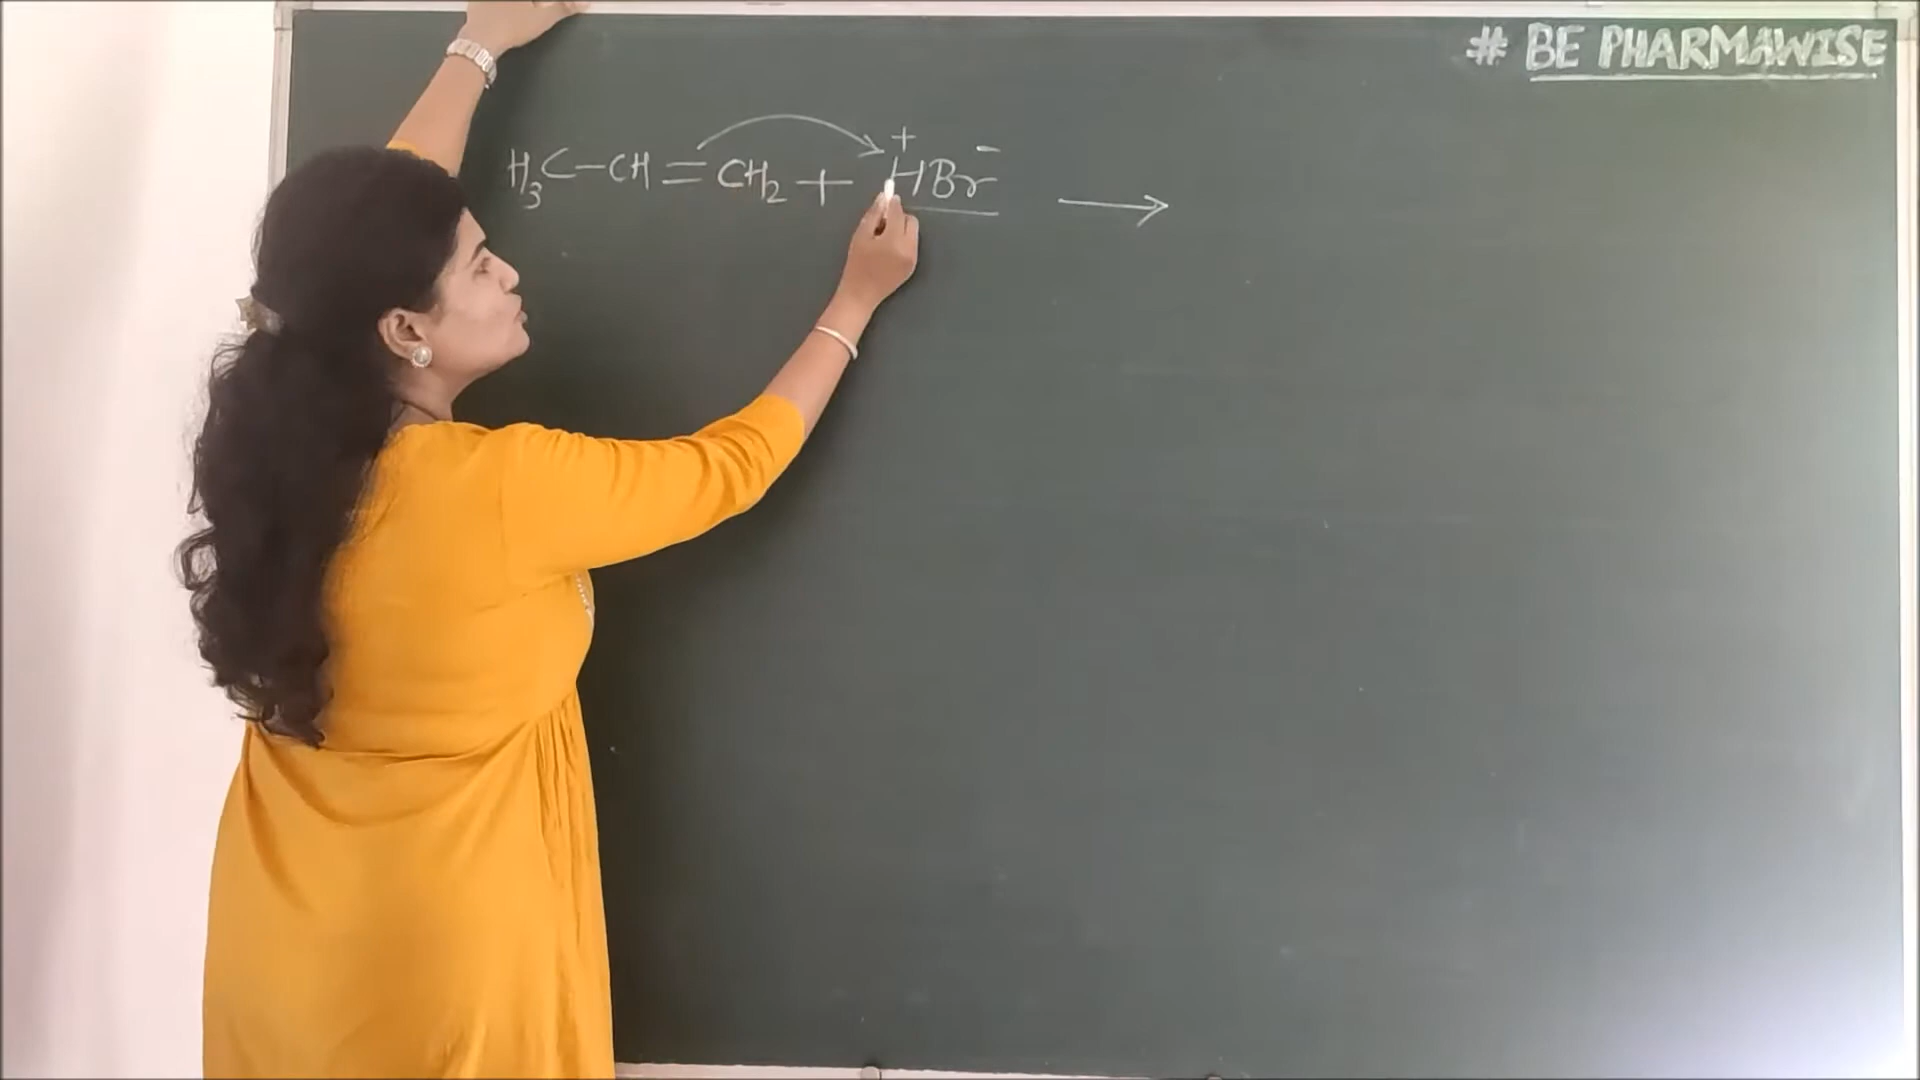 # BE PHARMAWISE
H₃C-CH=CH₂ + H⁺Br⁻ →